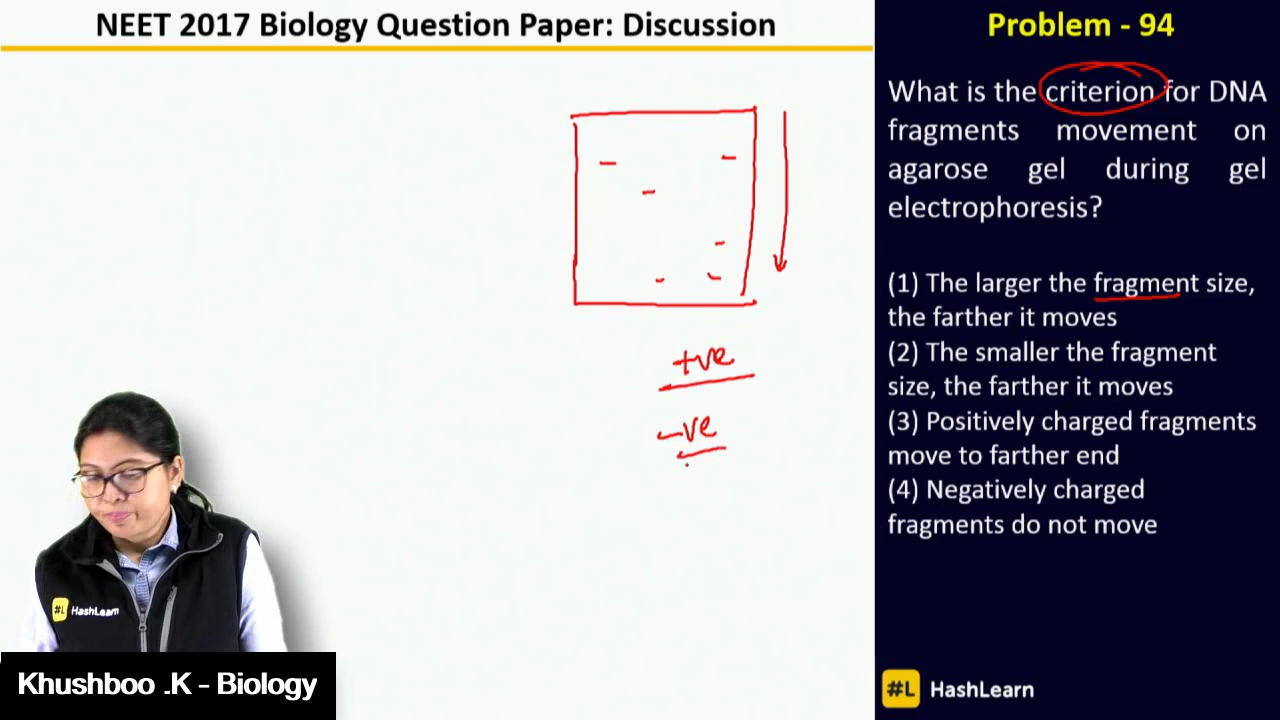 NEET 2017 Biology Question Paper: Discussion
+ve
-ve
#L HashLearn
Khushboo .K – Biology
Problem - 94
What is the criterion for DNA
fragments movement on
agarose gel during gel
electrophoresis?
(1) The larger the fragment size,
the farther it moves
(2) The smaller the fragment
size, the farther it moves
(3) Positively charged fragments
move to farther end
(4) Negatively charged
fragments do not move
#L HashLearn